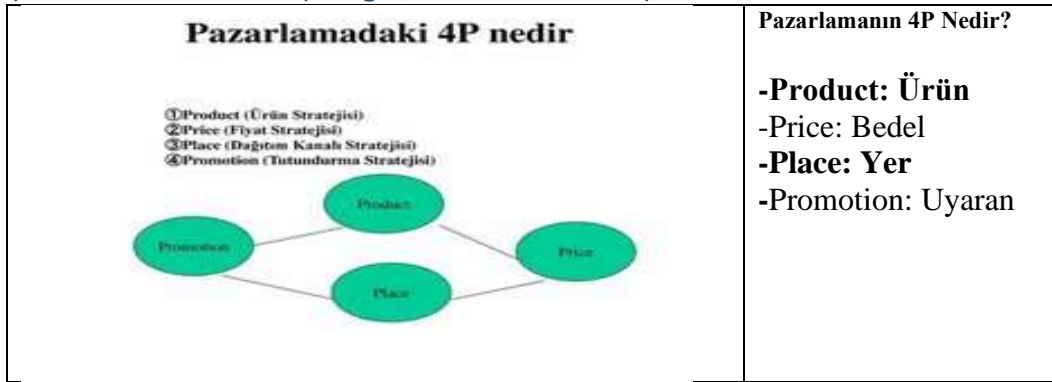 Pazarlamadaki 4P nedir
①Product (Ürün Stratejisi)
②Price (Fiyat Stratejisi)
③Place (Dağıtım Kanalı Stratejisi)
④Promotion (Tutundurma Stratejisi)
Product
Promotion
Price
Place
Pazarlamanın 4P Nedir?
-Product: Ürün
-Price: Bedel
-Place: Yer
-Promotion: Uyaran